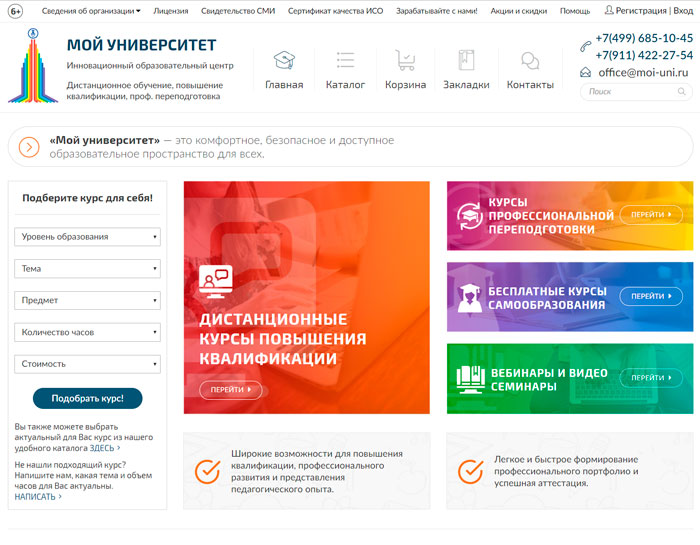 6+
Сведения об организации
Лицензия
Свидетельство СМИ
Сертификат качества ИСО
Зарабатывайте с нами!
Акции и скидки
Помощь
Регистрация | Вход
МОЙ УНИВЕРСИТЕТ
Инновационный образовательный центр
Дистанционное обучение, повышение
квалификации, проф. переподготовка
Главная
Каталог
Корзина
Закладки
Контакты
+7(499) 685-10-45
+7(911) 422-27-54
office@moi-uni.ru
Поиск
«Мой университет» — это комфортное, безопасное и доступное
образовательное пространство для всех.
Подберите курс для себя!
Уровень образования
Тема
Предмет
Количество часов
Стоимость
Подобрать курс!
Вы также можете выбрать
актуальный для Вас курс из нашего
удобного каталога ЗДЕСЬ >
Не нашли подходящий курс?
Напишите нам, какая тема и объем
часов для Вас актуальны.
НАПИСАТЬ >
ДИСТАНЦИОННЫЕ
КУРСЫ ПОВЫШЕНИЯ
КВАЛИФИКАЦИИ
ПЕРЕЙТИ
КУРСЫ
ПРОФЕССИОНАЛЬНОЙ
ПЕРЕПОДГОТОВКИ
ПЕРЕЙТИ
БЕСПЛАТНЫЕ КУРСЫ
САМООБРАЗОВАНИЯ
ПЕРЕЙТИ
ВЕБИНАРЫ И ВИДЕО
СЕМИНАРЫ
ПЕРЕЙТИ
Широкие возможности для повышения
квалификации, профессионального
развития и представления
педагогического опыта.
Легкое и быстрое формирование
профессионального портфолио и
успешная аттестация.